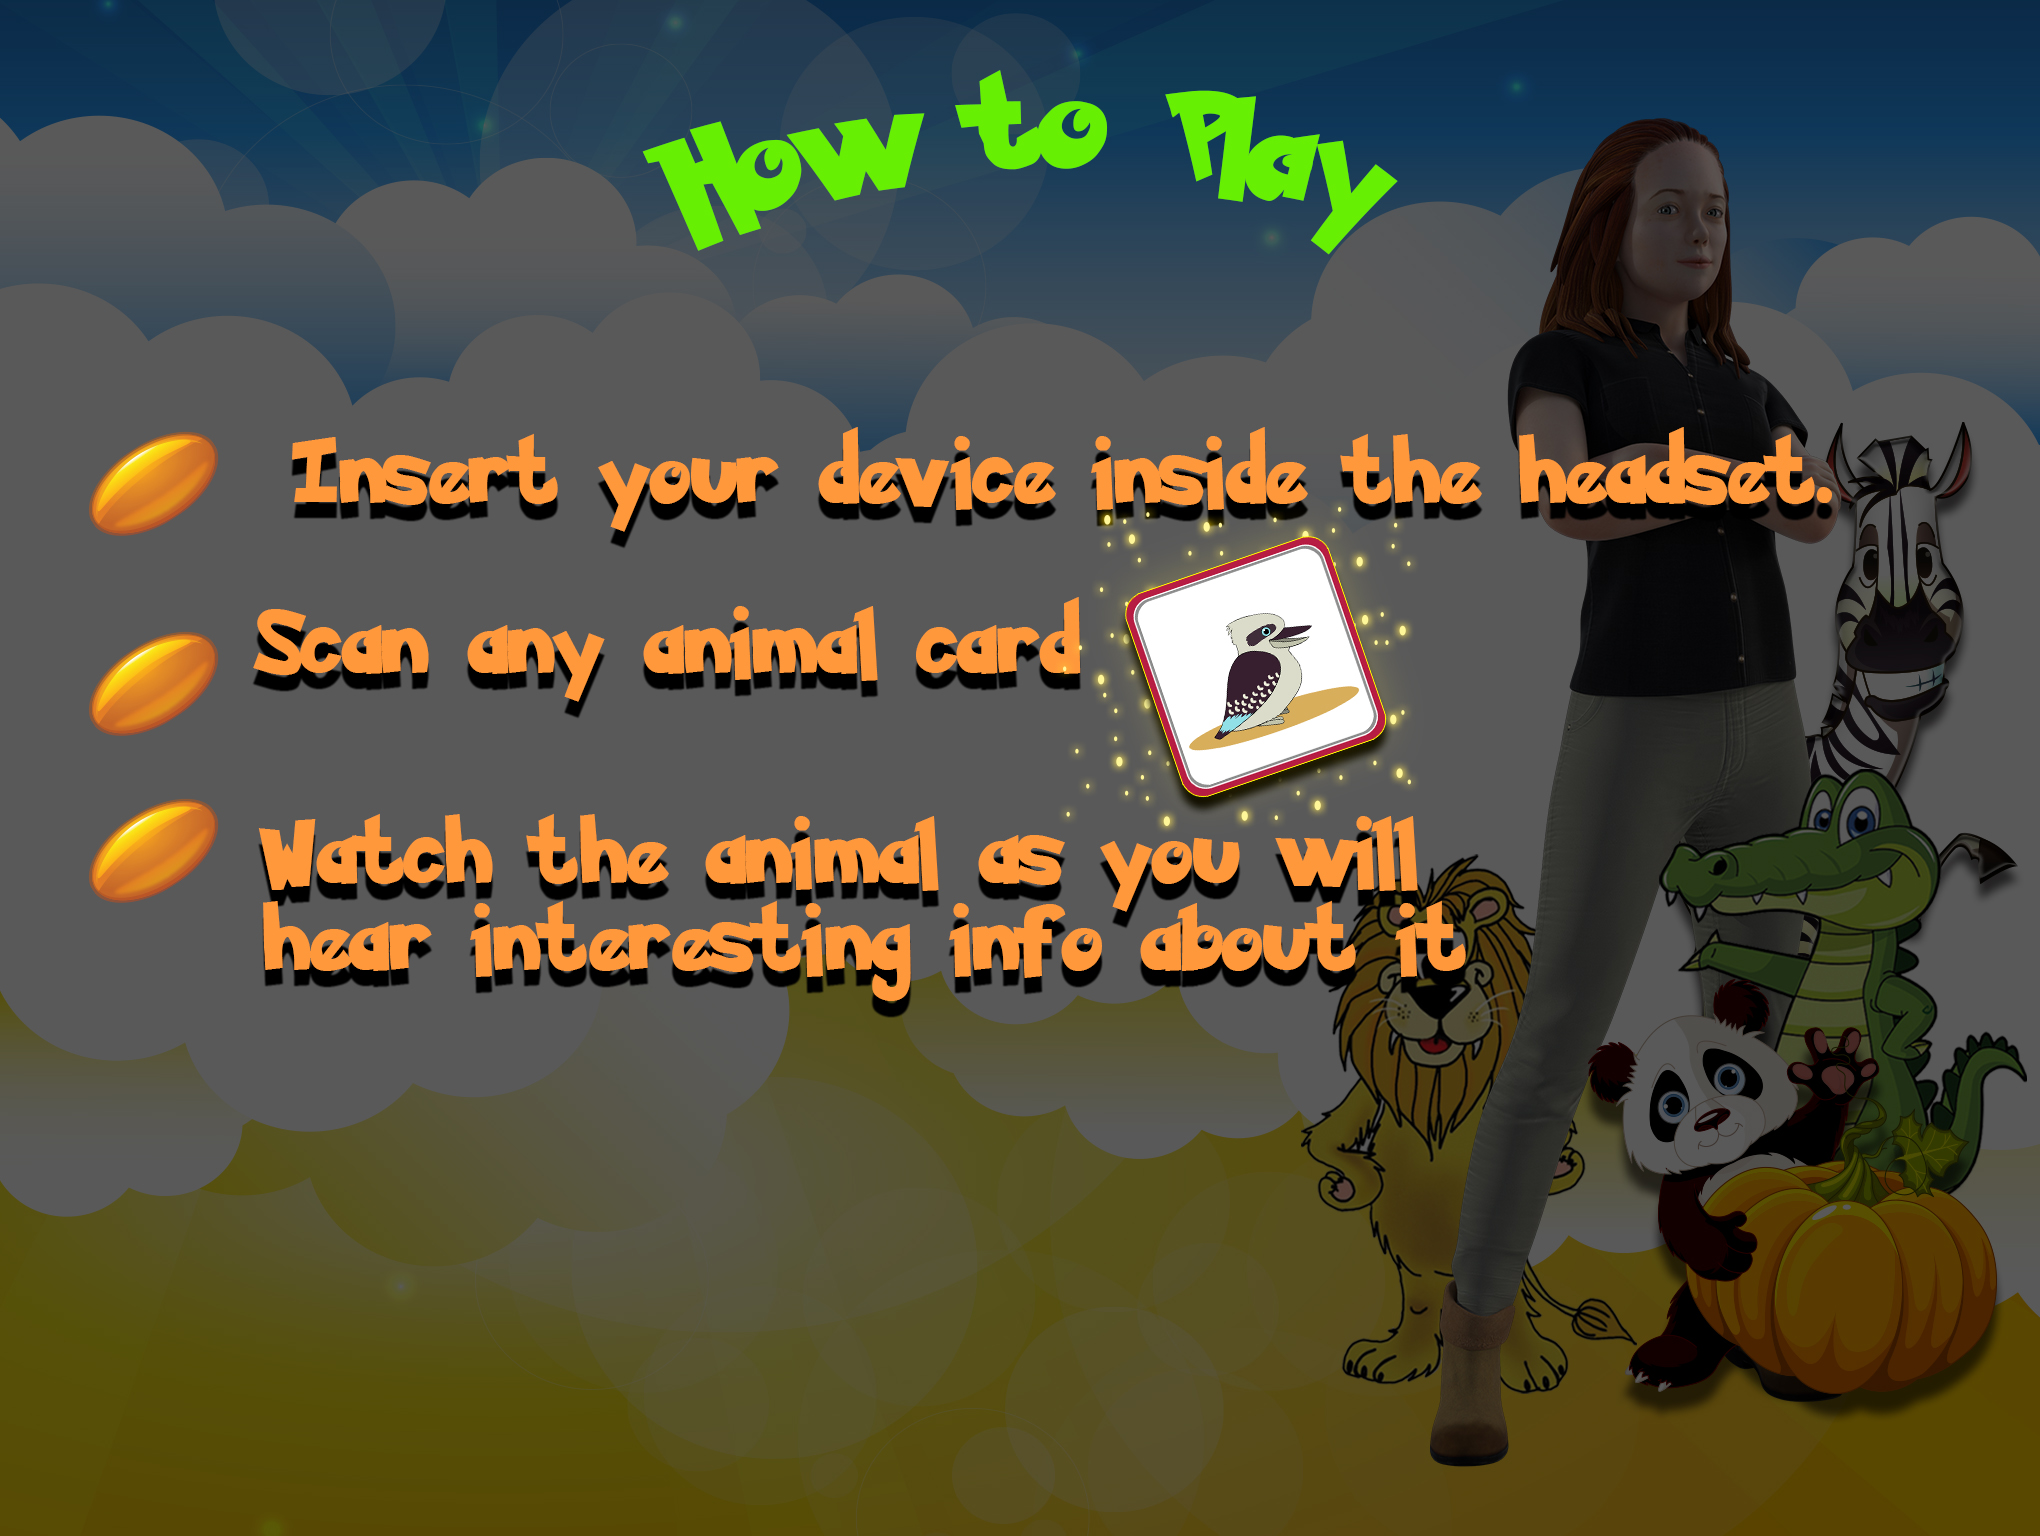 How to Play
Insert your device inside the headset.
Scan any animal card
Watch the animal as you will
hear interesting info about it